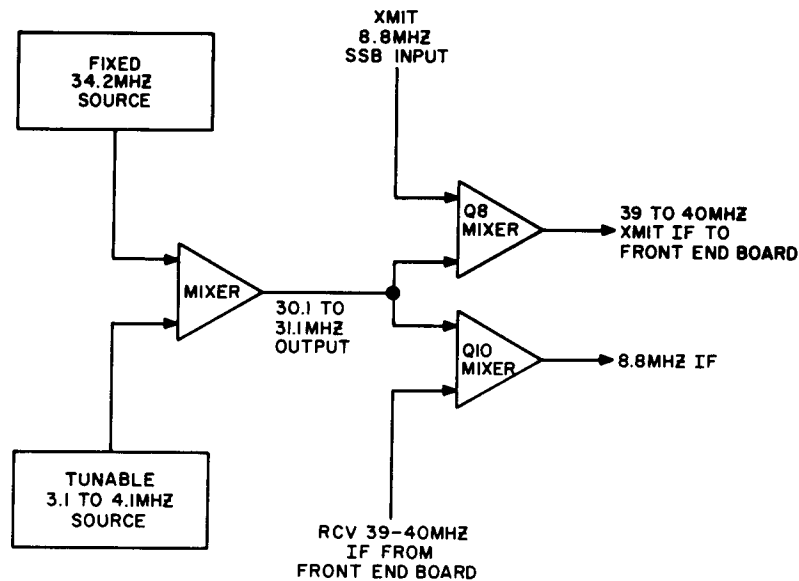 FIXED
34.2MHZ
SOURCE
XMIT
8.8MHZ
SSB INPUT
Q8
MIXER
39 TO 40MHZ
XMIT IF TO
FRONT END BOARD
MIXER
30.1 TO
31.1MHZ
OUTPUT
Q10
MIXER
8.8MHZ IF
TUNABLE
3.1 TO 4.1MHZ
SOURCE
RCV 39-40MHZ
IF FROM
FRONT END BOARD